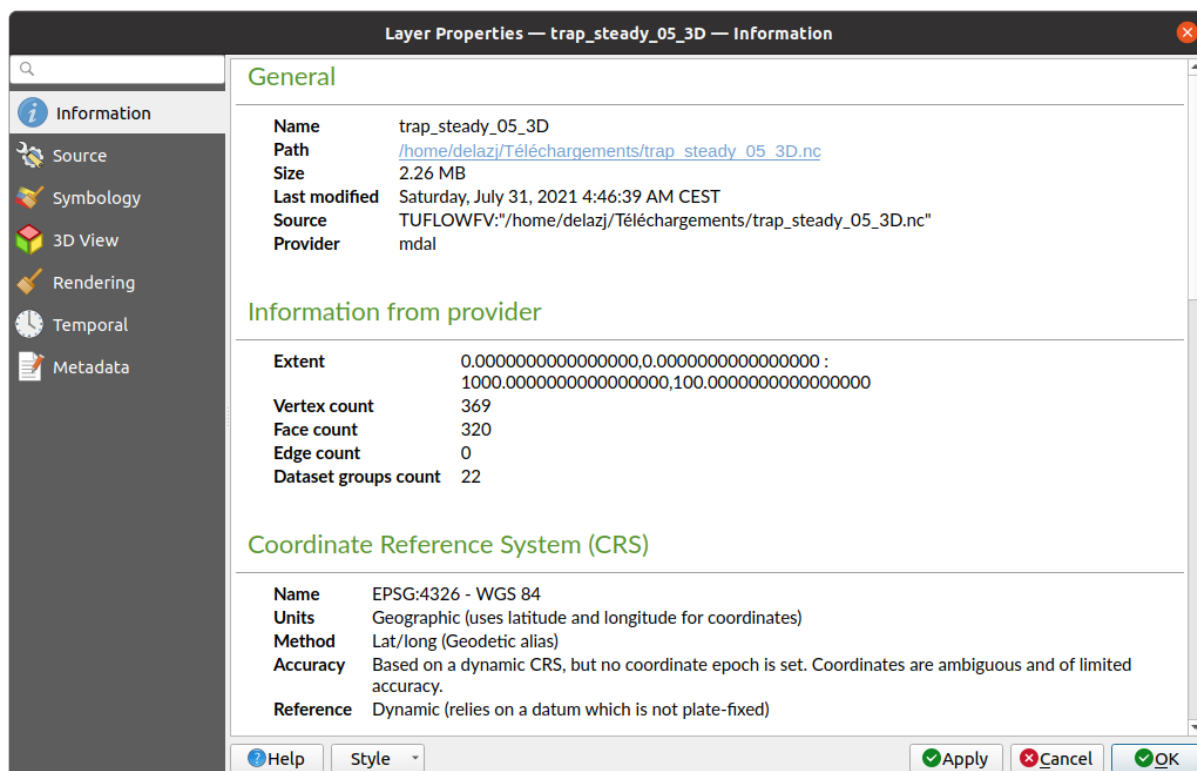 Layer Properties — trap_steady_05_3D — Information
Information
Source
Symbology
3D View
Rendering
Temporal
Metadata
General
Name trap_steady_05_3D
Path /home/delazj/Téléchargements/trap_steady_05_3D.nc
Size 2.26 MB
Last modified Saturday, July 31, 2021 4:46:39 AM CEST
Source TUFLOWFV:"/home/delazj/Téléchargements/trap_steady_05_3D.nc"
Provider mdal
Information from provider
Extent 0.0000000000000000,0.0000000000000000 :
1000.0000000000000000,100.0000000000000000
Vertex count 369
Face count 320
Edge count 0
Dataset groups count 22
Coordinate Reference System (CRS)
Name EPSG:4326 - WGS 84
Units Geographic (uses latitude and longitude for coordinates)
Method Lat/long (Geodetic alias)
Accuracy Based on a dynamic CRS, but no coordinate epoch is set. Coordinates are ambiguous and of limited
accuracy.
Reference Dynamic (relies on a datum which is not plate-fixed)
Help Style Apply Cancel OK